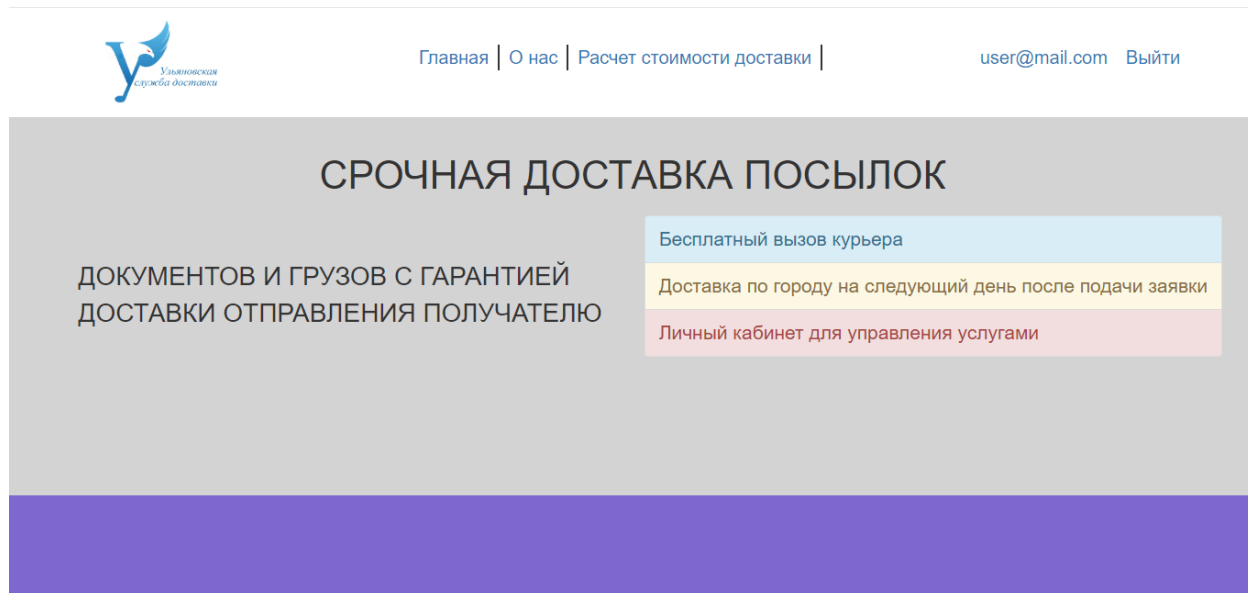 Ульяновская
служба доставки
Главная | О нас | Расчет стоимости доставки |
user@mail.com Выйти
СРОЧНАЯ ДОСТАВКА ПОСЫЛОК
ДОКУМЕНТОВ И ГРУЗОВ С ГАРАНТИЕЙ
ДОСТАВКИ ОТПРАВЛЕНИЯ ПОЛУЧАТЕЛЮ
Бесплатный вызов курьера
Доставка по городу на следующий день после подачи заявки
Личный кабинет для управления услугами